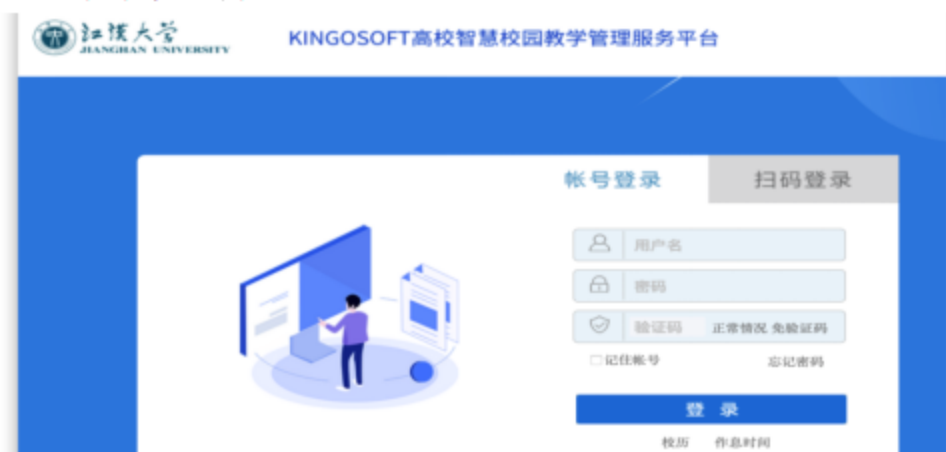 江汉大学
JIANGHAN UNIVERSITY
KINGOSOFT高校智慧校园教学管理服务平台
帐号登录 扫码登录
用户名
密码
验证码 正常情况 免验证码
记住帐号 忘记密码
登 录
校历 作息时间